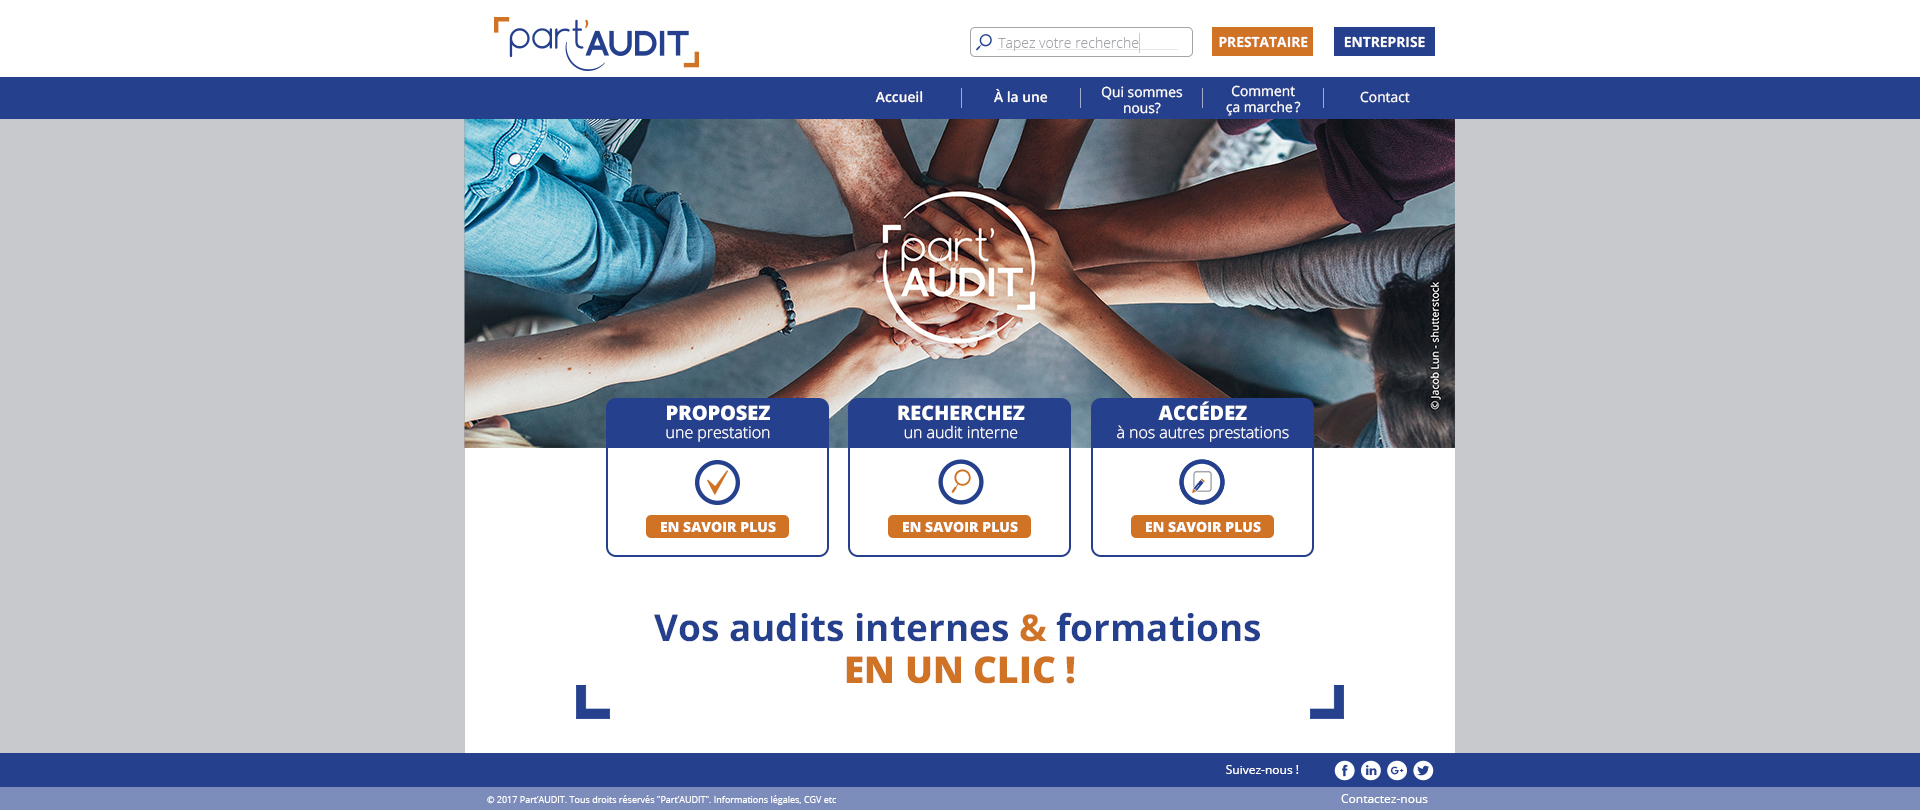 part'AUDIT
Tapez votre recherche
PRESTATAIRE
ENTREPRISE
Accueil
À la une
Qui sommes
nous?
Comment
ça marche ?
Contact
part'
AUDIT
© Jacob Lun - shutterstock
PROPOSEZ
une prestation
EN SAVOIR PLUS
RECHERCHEZ
un audit interne
EN SAVOIR PLUS
ACCÉDEZ
à nos autres prestations
EN SAVOIR PLUS
Vos audits internes & formations
EN UN CLIC !
Suivez-nous !
f
in
G+
© 2017 Part'AUDIT. Tous droits réservés "Part'AUDIT". Informations légales, CGV etc
Contactez-nous